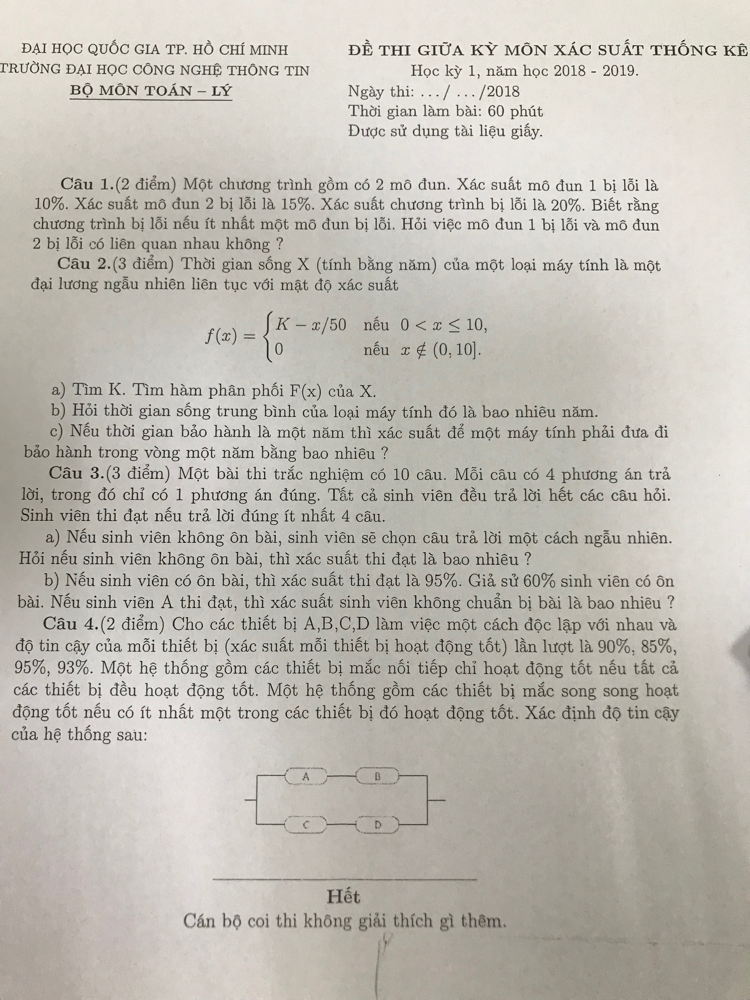 ĐẠI HỌC QUỐC GIA TP. HỒ CHÍ MINH
TRƯỜNG ĐẠI HỌC CÔNG NGHỆ THÔNG TIN
BỘ MÔN TOÁN – LÝ
ĐỀ THI GIỮA KỲ MÔN XÁC SUẤT THỐNG KÊ
Học kỳ 1, năm học 2018 - 2019.
Ngày thi: .../ .../2018
Thời gian làm bài: 60 phút
Được sử dụng tài liệu giấy.
Câu 1.(2 điểm) Một chương trình gồm có 2 mô đun. Xác suất mô đun 1 bị lỗi là
10%. Xác suất mô đun 2 bị lỗi là 15%. Xác suất chương trình bị lỗi là 20%. Biết rằng
chương trình bị lỗi nếu ít nhất một mô đun bị lỗi. Hỏi việc mô đun 1 bị lỗi và mô đun
2 bị lỗi có liên quan nhau không ?
Câu 2.(3 điểm) Thời gian sống X (tính bằng năm) của một loại máy tính là một
đại lương ngẫu nhiên liên tục với mật độ xác suất
f(x) = { K − x/50 nếu 0 < x ≤ 10,
0 nếu x ∉ (0, 10].
a) Tìm K. Tìm hàm phân phối F(x) của X.
b) Hỏi thời gian sống trung bình của loại máy tính đó là bao nhiêu năm.
c) Nếu thời gian bảo hành là một năm thì xác suất để một máy tính phải đưa đi
bảo hành trong vòng một năm bằng bao nhiêu ?
Câu 3.(3 điểm) Một bài thi trắc nghiệm có 10 câu. Mỗi câu có 4 phương án trả
lời, trong đó chỉ có 1 phương án đúng. Tất cả sinh viên đều trả lời hết các câu hỏi.
Sinh viên thi đạt nếu trả lời đúng ít nhất 4 câu.
a) Nếu sinh viên không ôn bài, sinh viên sẽ chọn câu trả lời một cách ngẫu nhiên.
Hỏi nếu sinh viên không ôn bài, thì xác suất thi đạt là bao nhiêu ?
b) Nếu sinh viên có ôn bài, thì xác suất thi đạt là 95%. Giả sử 60% sinh viên có ôn
bài. Nếu sinh viên A thi đạt, thì xác suất sinh viên không chuẩn bị bài là bao nhiêu ?
Câu 4.(2 điểm) Cho các thiết bị A,B,C,D làm việc một cách độc lập với nhau và
độ tin cậy của mỗi thiết bị (xác suất mỗi thiết bị hoạt động tốt) lần lượt là 90%, 85%,
95%, 93%. Một hệ thống gồm các thiết bị mắc nối tiếp chỉ hoạt động tốt nếu tất cả
các thiết bị đều hoạt động tốt. Một hệ thống gồm các thiết bị mắc song song hoạt
động tốt nếu có ít nhất một trong các thiết bị đó hoạt động tốt. Xác định độ tin cậy
của hệ thống sau:
A B
C D
Hết
Cán bộ coi thi không giải thích gì thêm.